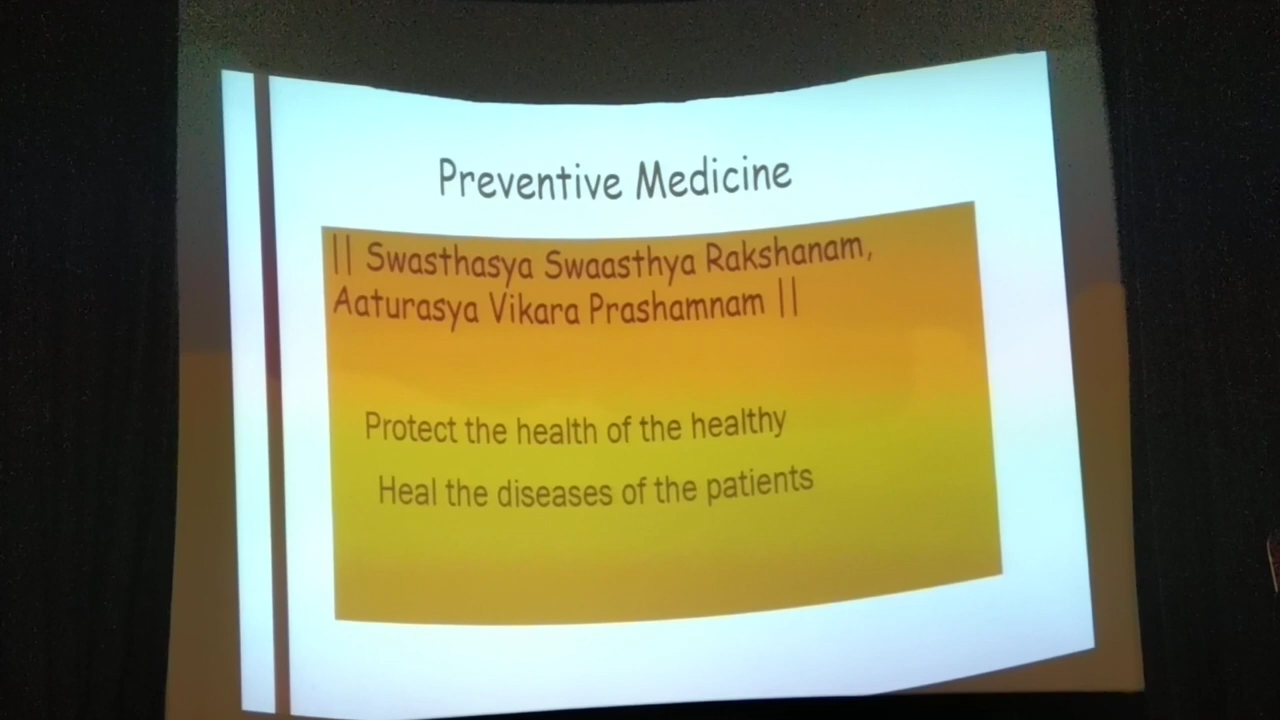 Preventive Medicine
|| Swasthasya Swaasthya Rakshanam,
Aaturasya Vikara Prashamnam ||
Protect the health of the healthy
Heal the diseases of the patients